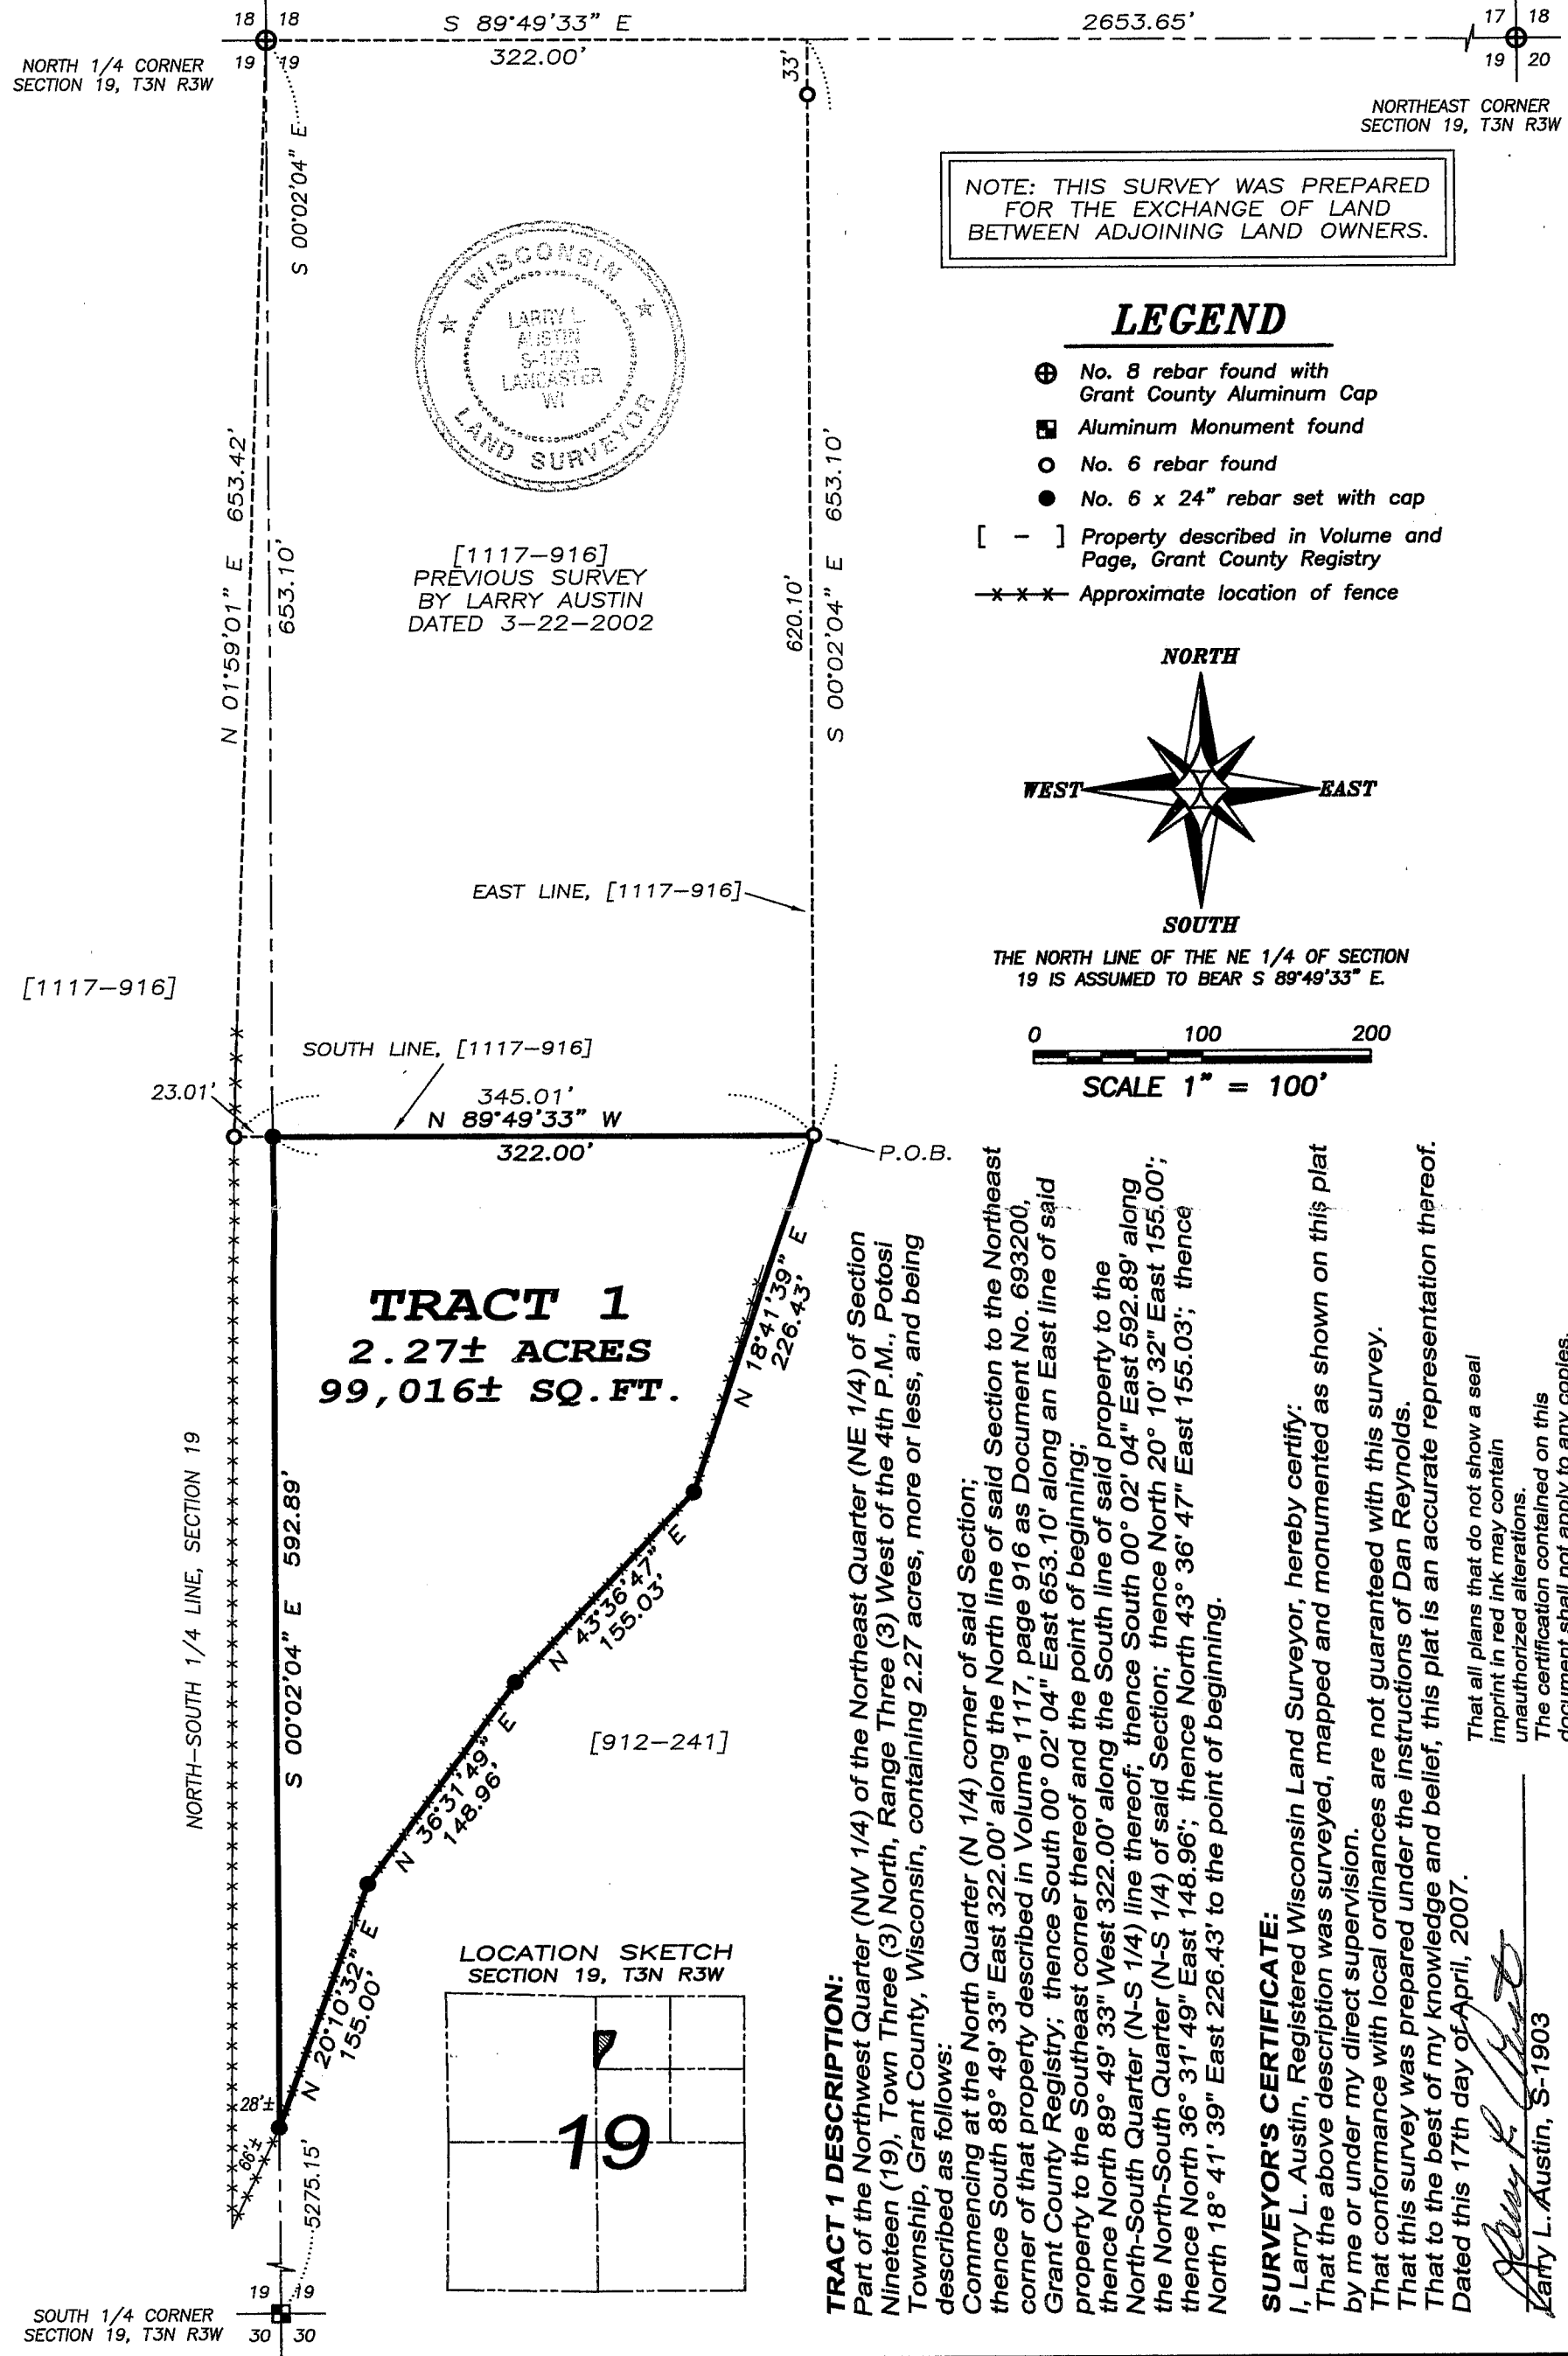 18 18
19 19
S 89°49'33" E
322.00'
2653.65'
17 18
19 20
NORTH 1/4 CORNER
SECTION 19, T3N R3W
NORTHEAST CORNER
SECTION 19, T3N R3W
33'
S 00°02'04" E
NOTE: THIS SURVEY WAS PREPARED
FOR THE EXCHANGE OF LAND
BETWEEN ADJOINING LAND OWNERS.
WISCONSIN
LARRY L.
AUSTIN
LANCASTER
WI
LAND SURVEYOR
LEGEND
No. 8 rebar found with
Grant County Aluminum Cap
Aluminum Monument found
No. 6 rebar found
No. 6 x 24" rebar set with cap
[ - ] Property described in Volume and
Page, Grant County Registry
Approximate location of fence
N 01°59'01" E 653.42'
653.10'
[1117-916]
PREVIOUS SURVEY
BY LARRY AUSTIN
DATED 3-22-2002
620.10'
S 00°02'04" E 653.10'
NORTH
WEST
EAST
SOUTH
THE NORTH LINE OF THE NE 1/4 OF SECTION
19 IS ASSUMED TO BEAR S 89°49'33" E.
0 100 200
SCALE 1" = 100'
EAST LINE, [1117-916]
[1117-916]
SOUTH LINE, [1117-916]
23.01'
345.01'
N 89°49'33" W
322.00'
P.O.B.
TRACT 1
2.27± ACRES
99,016± SQ.FT.
N 18°41'39" E
226.43'
N 43°36'47" E
155.03'
N 36°31'49" E
148.96'
N 20°10'32" E
155.00'
[912-241]
NORTH-SOUTH 1/4 LINE, SECTION 19
S 00°02'04" E 592.89'
28'±
66'±
5275.15'
19 19
30 30
SOUTH 1/4 CORNER
SECTION 19, T3N R3W
LOCATION SKETCH
SECTION 19, T3N R3W
19
TRACT 1 DESCRIPTION:
Part of the Northwest Quarter (NW 1/4) of the Northeast Quarter (NE 1/4) of Section
Nineteen (19), Town Three (3) North, Range Three (3) West of the 4th P.M., Potosi
Township, Grant County, Wisconsin, containing 2.27 acres, more or less, and being
described as follows:
Commencing at the North Quarter (N 1/4) corner of said Section;
thence South 89° 49' 33" East 322.00' along the North line of said Section to the Northeast
corner of that property described in Volume 1117, page 916 as Document No. 693200,
Grant County Registry; thence South 00° 02' 04" East 653.10' along an East line of said
property to the Southeast corner thereof and the point of beginning;
thence North 89° 49' 33" West 322.00' along the South line of said property to the
North-South Quarter (N-S 1/4) line thereof; thence South 00° 02' 04" East 592.89' along
the North-South Quarter (N-S 1/4) of said Section; thence North 20° 10' 32" East 155.00';
thence North 36° 31' 49" East 148.96'; thence North 43° 36' 47" East 155.03'; thence
North 18° 41' 39" East 226.43' to the point of beginning.
SURVEYOR'S CERTIFICATE:
I, Larry L. Austin, Registered Wisconsin Land Surveyor, hereby certify:
That the above description was surveyed, mapped and monumented as shown on this plat
by me or under my direct supervision.
That conformance with local ordinances are not guaranteed with this survey.
That this survey was prepared under the instructions of Dan Reynolds.
That to the best of my knowledge and belief, this plat is an accurate representation thereof.
Dated this 17th day of April, 2007.
Larry L. Austin, S-1903
That all plans that do not show a seal
imprint in red ink may contain
unauthorized alterations.
The certification contained on this
document shall not apply to any copies.